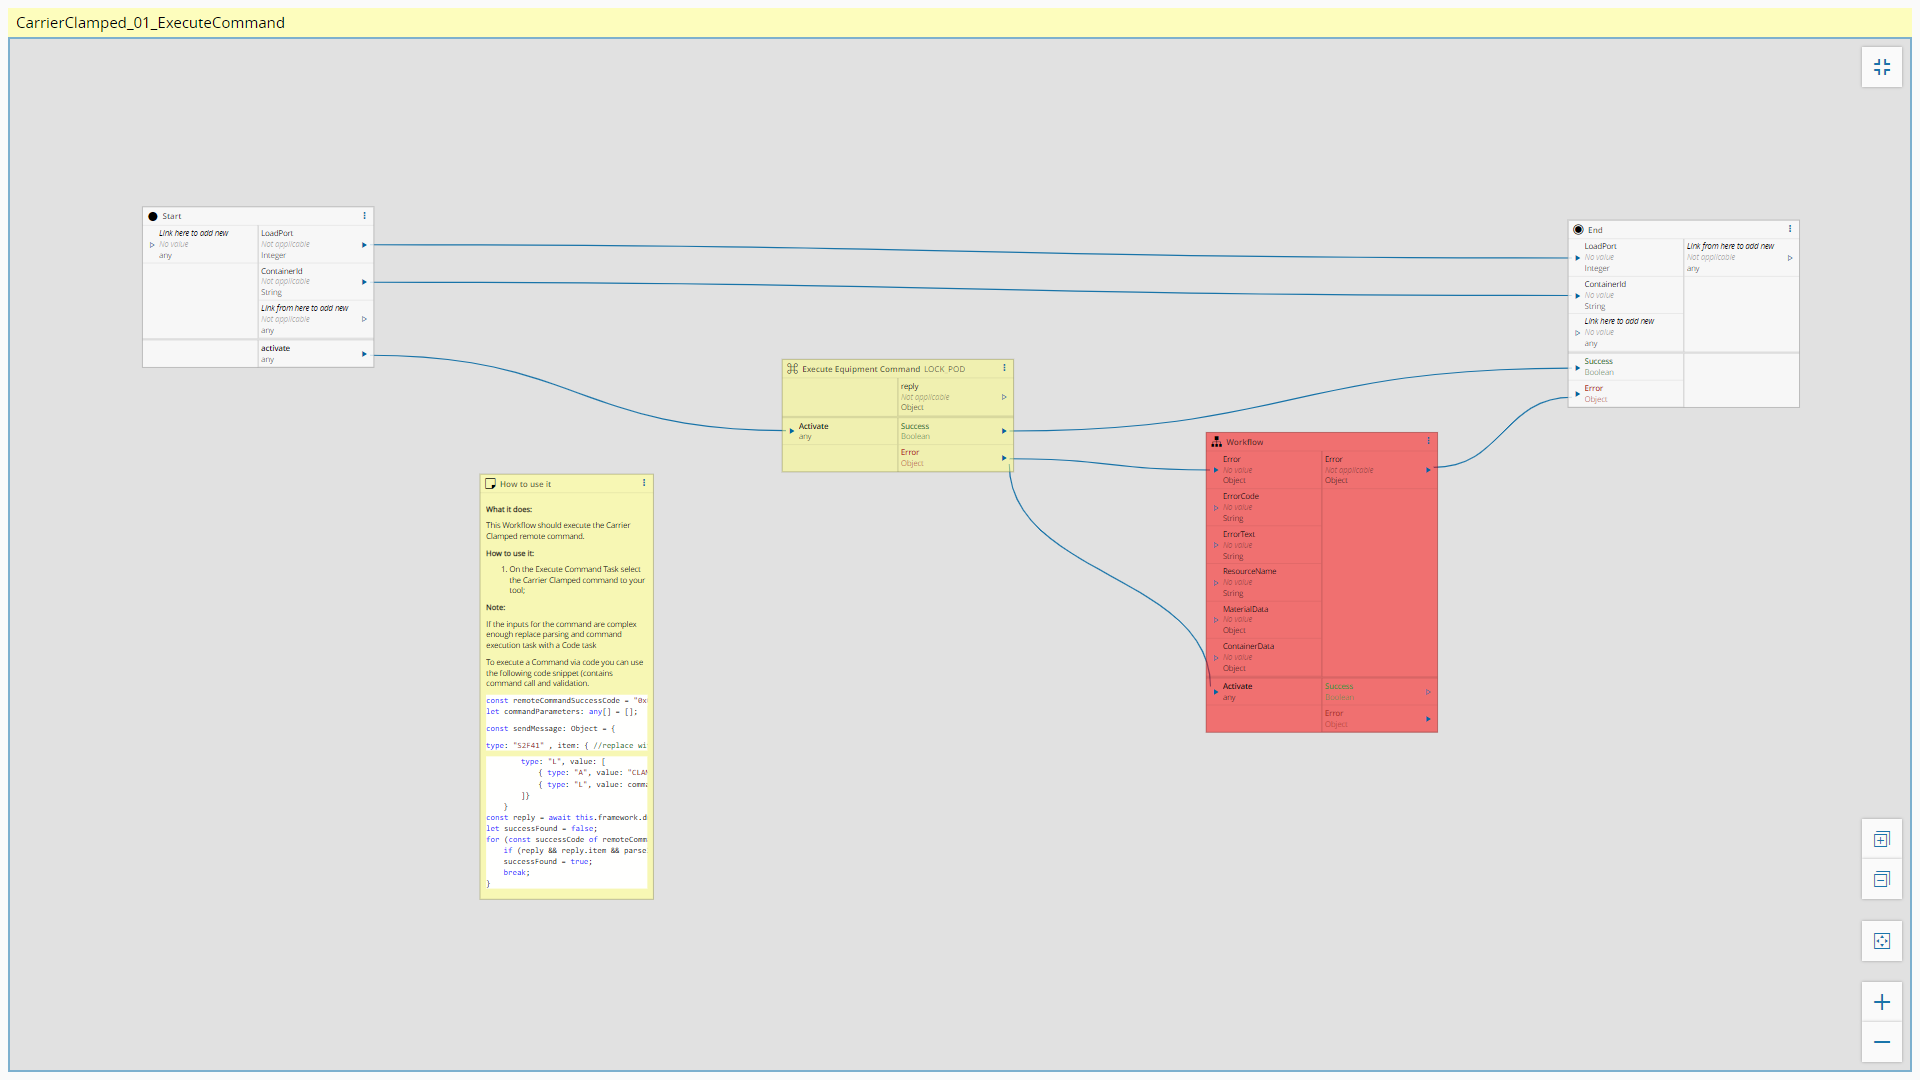 CarrierClamped_01_ExecuteCommand
Start
Link here to add new
No value
any
LoadPort
Not applicable
Integer
ContainerId
Not applicable
String
Link from here to add new
Not applicable
any
activate
any
How to use it
What it does:
This Workflow should execute the Carrier
Clamped remote command.
How to use it:
1. On the Execute Command Task select
the Carrier Clamped command to your
tool;
Note:
If the inputs for the command are complex
enough replace parsing and command
execution task with a Code task
To execute a Command via code you can use
the following code snippet (contains
command call and validation.
const remoteCommandSuccessCode = "0x
let commandParameters: any[] = [];
const sendMessage: Object = {
type: "S2F41" , item: { //replace wi
type: "L", value: [
{ type: "A", value: "CLA
{ type: "L", value: comma
]}
}
const reply = await this.framework.d
let successFound = false;
for (const successCode of remoteComm
if (reply && reply.item && parse
successFound = true;
break;
}
Execute Equipment Command LOCK_POD
reply
Not applicable
Object
Activate
any
Success
Boolean
Error
Object
Workflow
Error
No value
Object
ErrorCode
No value
String
ErrorText
No value
String
ResourceName
No value
String
MaterialData
No value
Object
ContainerData
No value
Object
Activate
any
Error
Not applicable
Object
Success
Boolean
Error
Object
End
LoadPort
No value
Integer
ContainerId
No value
String
Link here to add new
No value
any
Success
Boolean
Error
Object
Link from here to add new
Not applicable
any